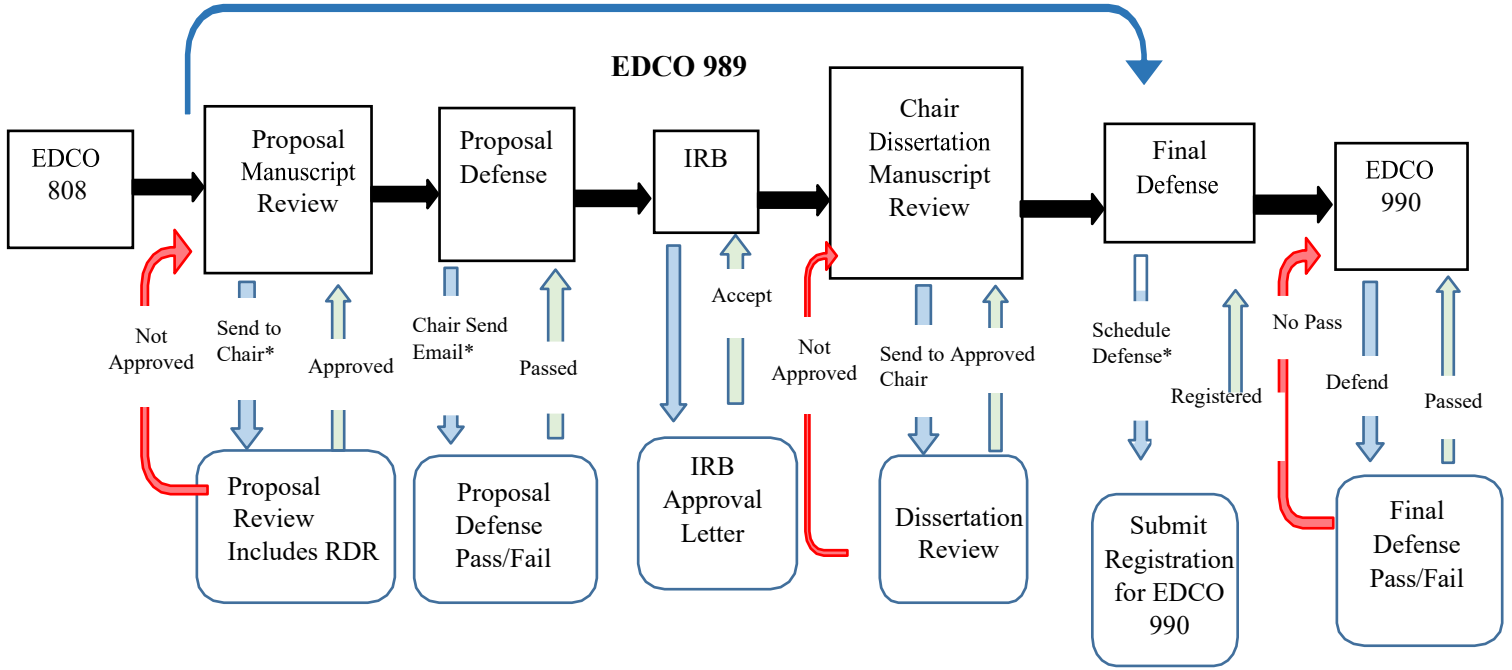 EDCO 989
EDCO
808
Proposal
Manuscript
Review
Proposal
Defense
IRB
Chair
Dissertation
Manuscript
Review
Final
Defense
EDCO
990
Not
Approved
Send to
Chair*
Approved
Chair Send
Email*
Passed
Accept
Not
Approved
Send to
Chair
Approved
Schedule
Defense*
Registered
No Pass
Defend
Passed
Proposal
Review
Includes RDR
Proposal
Defense
Pass/Fail
IRB
Approval
Letter
Dissertation
Review
Submit
Registration
for EDCO
990
Final
Defense
Pass/Fail